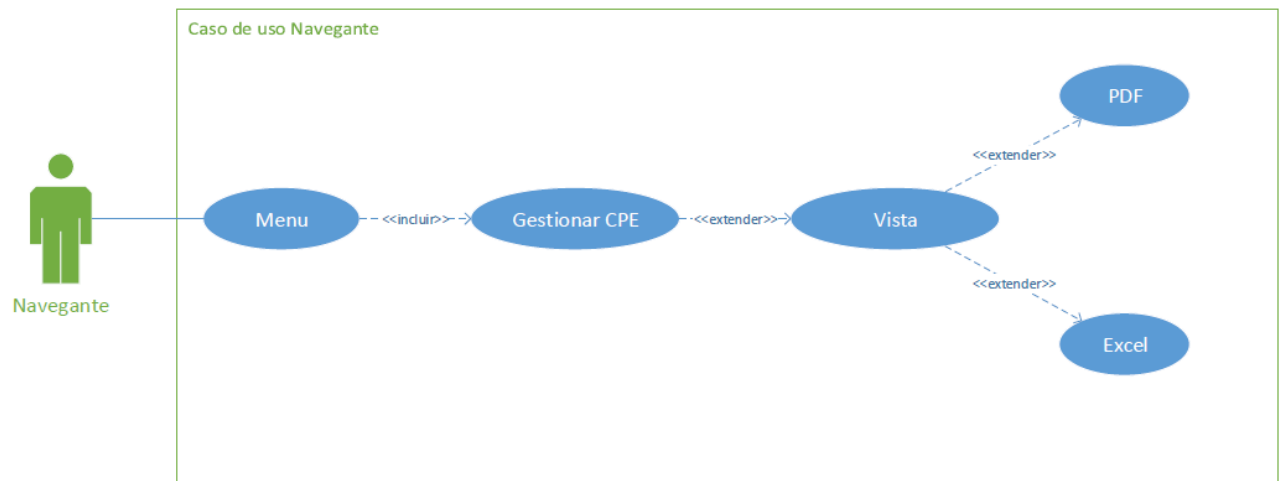 Caso de uso Navegante
PDF
<<extender>>
Menu
<<incluir>>
Gestionar CPE
<<extender>>
Vista
<<extender>>
Navegante
Excel